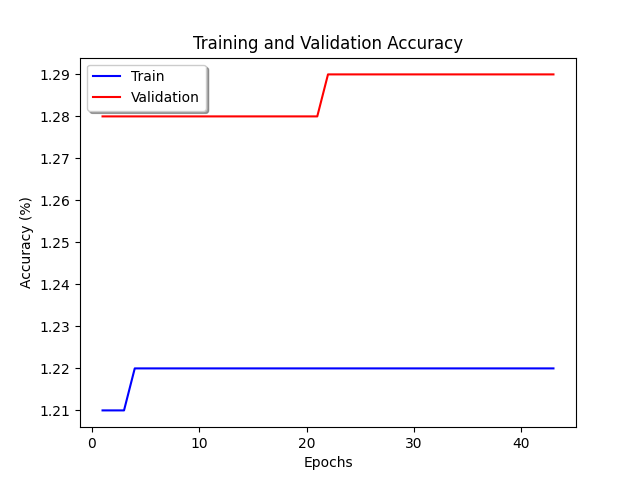 Training and Validation Accuracy
Train
Validation
1.29
1.28
1.27
1.26
1.25
1.24
1.23
1.22
1.21
Accuracy (%)
0 10 20 30 40
Epochs